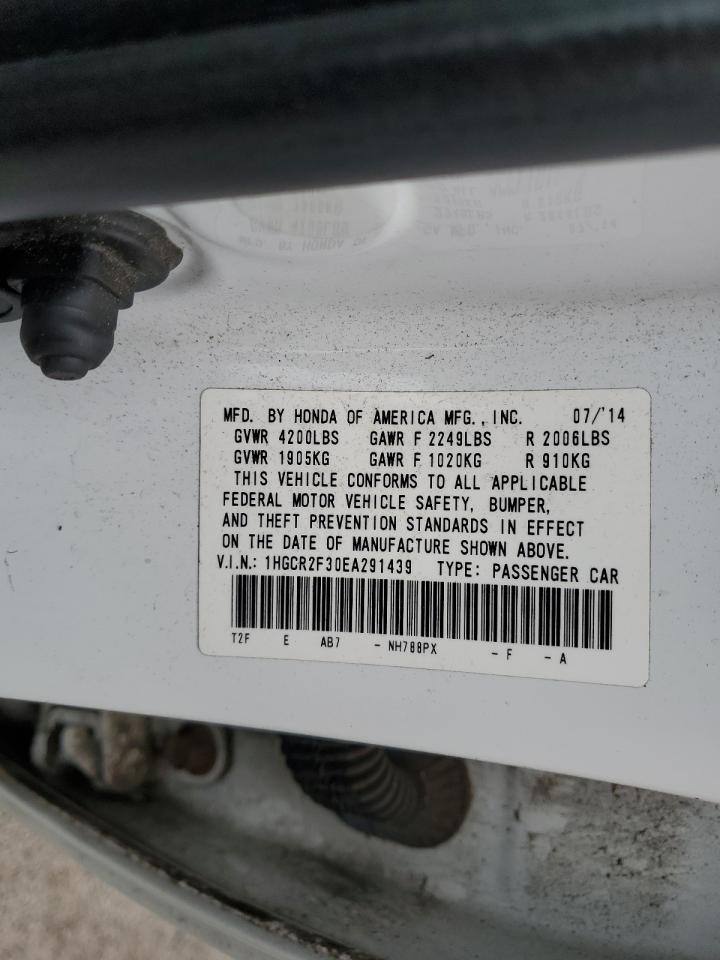 MFD. BY HONDA OF AMERICA MFG., INC. 07/'14
GVWR 4200LBS GAWR F 2249LBS R 2006LBS
GVWR 1905KG GAWR F 1020KG R 910KG
THIS VEHICLE CONFORMS TO ALL APPLICABLE
FEDERAL MOTOR VEHICLE SAFETY, BUMPER,
AND THEFT PREVENTION STANDARDS IN EFFECT
ON THE DATE OF MANUFACTURE SHOWN ABOVE.
V.I.N.: 1HGCR2F30EA291439 TYPE: PASSENGER CAR
T2F E AB7 - NH788PX - F - A